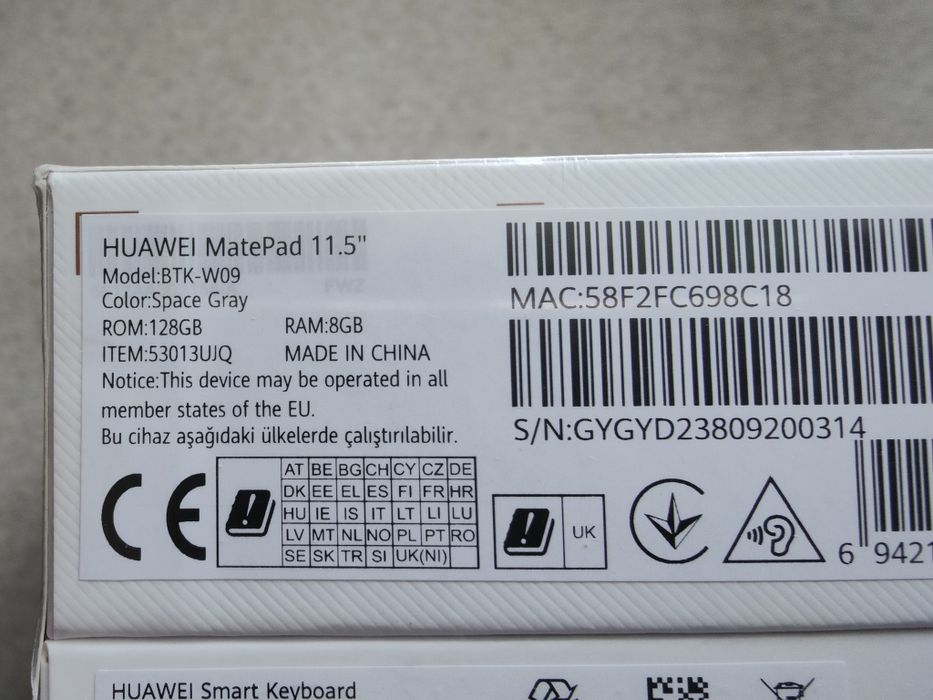 HUAWEI MatePad 11.5"
Model:BTK-W09
Color:Space Gray
ROM:128GB RAM:8GB
ITEM:53013UJQ MADE IN CHINA
Notice:This device may be operated in all
member states of the EU.
Bu cihaz aşağıdaki ülkelerde çalıştırılabilir.
CE
AT BE BG CH CY CZ DE
DK EE EL ES FI FR HR
HU IE IS IT LT LI LU
LV MT NL NO PL PT RO
SE SK TR SI UK(NI)
UK
MAC:58F2FC698C18
S/N:GYGYD23809200314
6 9421
HUAWEI Smart Keyboard